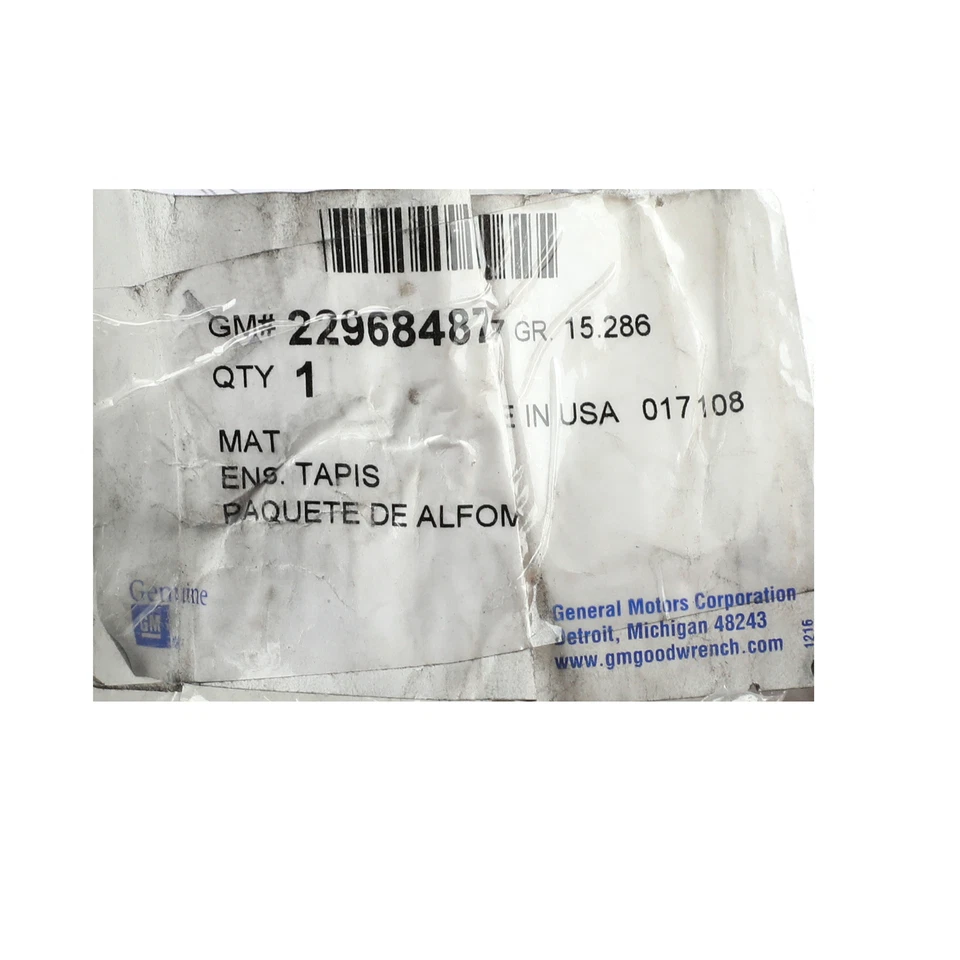 GM# 22968487 GR. 15.286
QTY 1
E IN USA 017108
MAT
ENS. TAPIS
PAQUETE DE ALFOM
Genuine
GM
General Motors Corporation
Detroit, Michigan 48243
www.gmgoodwrench.com
1216